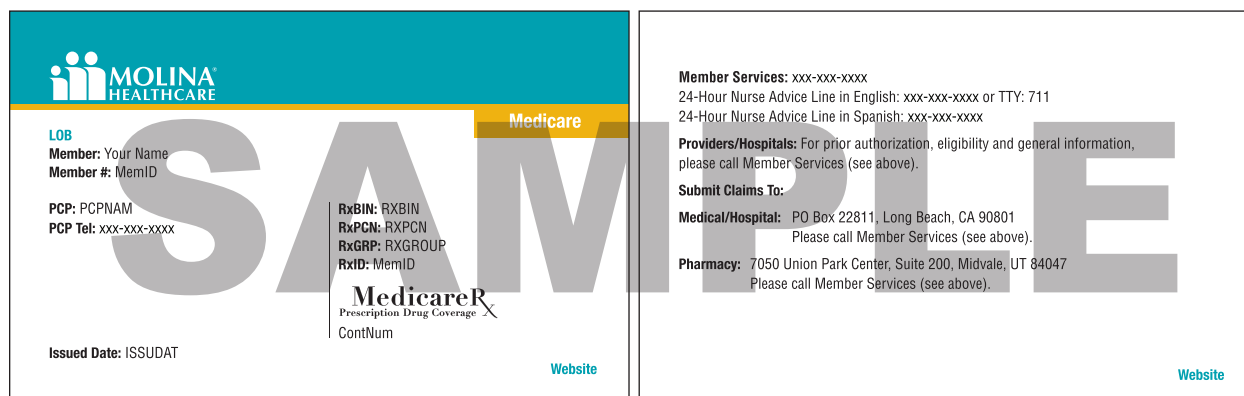 MOLINA®
HEALTHCARE
Medicare
LOB
Member: Your Name
Member #: MemID
PCP: PCPNAM
PCP Tel: xxx-xxx-xxxx
RxBIN: RXBIN
RxPCN: RXPCN
RxGRP: RXGROUP
RxID: MemID
MedicareRx
Prescription Drug Coverage
ContNum
Issued Date: ISSUDAT
Website
Member Services: xxx-xxx-xxxx
24-Hour Nurse Advice Line in English: xxx-xxx-xxxx or TTY: 711
24-Hour Nurse Advice Line in Spanish: xxx-xxx-xxxx
Providers/Hospitals: For prior authorization, eligibility and general information,
please call Member Services (see above).
Submit Claims To:
Medical/Hospital: PO Box 22811, Long Beach, CA 90801
Please call Member Services (see above).
Pharmacy: 7050 Union Park Center, Suite 200, Midvale, UT 84047
Please call Member Services (see above).
Website
SAMPLE